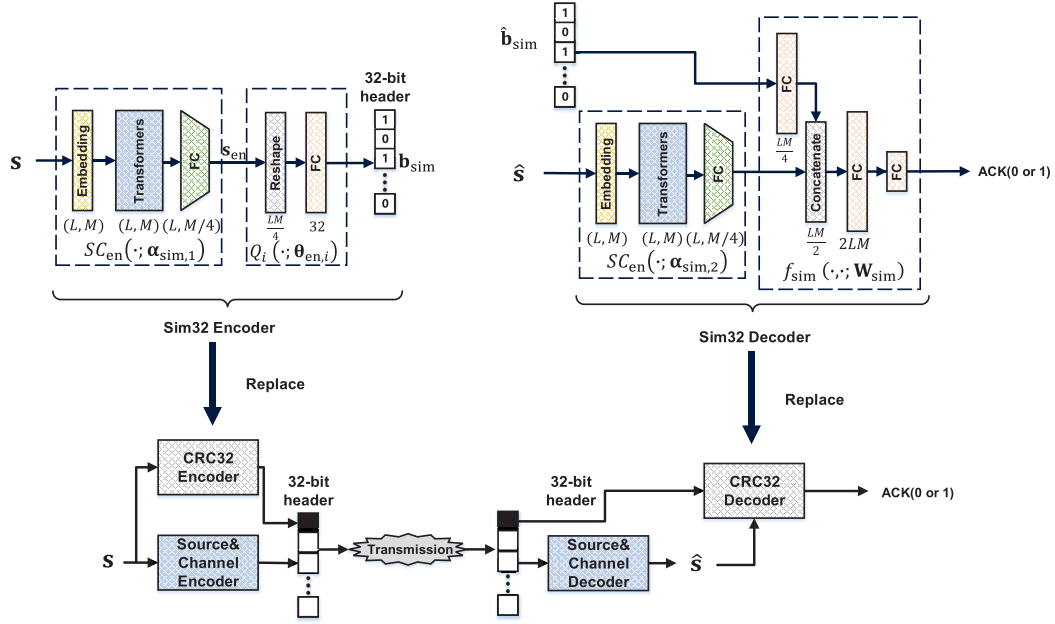 32-bit
header
1
0
1
0
s
Embedding
Transformers
FC
s_en
Reshape
FC
b_sim
(L, M)
(L, M)
(L, M/4)
LM/4
32
SC_en(·; α_sim,1)
Q_i (·; θ_en,i)
Sim32 Encoder
Replace
b̂_sim
1
0
1
0
FC
LM/4
ŝ
Embedding
Transformers
FC
Concatenate
FC
FC
ACK(0 or 1)
(L, M)
(L, M)
(L, M/4)
LM/2
2LM
SC_en(·; α_sim,2)
f_sim (·,·; W_sim)
Sim32 Decoder
Replace
CRC32
Encoder
32-bit
header
s
Source&
Channel
Encoder
Transmission
32-bit
header
Source&
Channel
Decoder
ŝ
CRC32
Decoder
ACK(0 or 1)